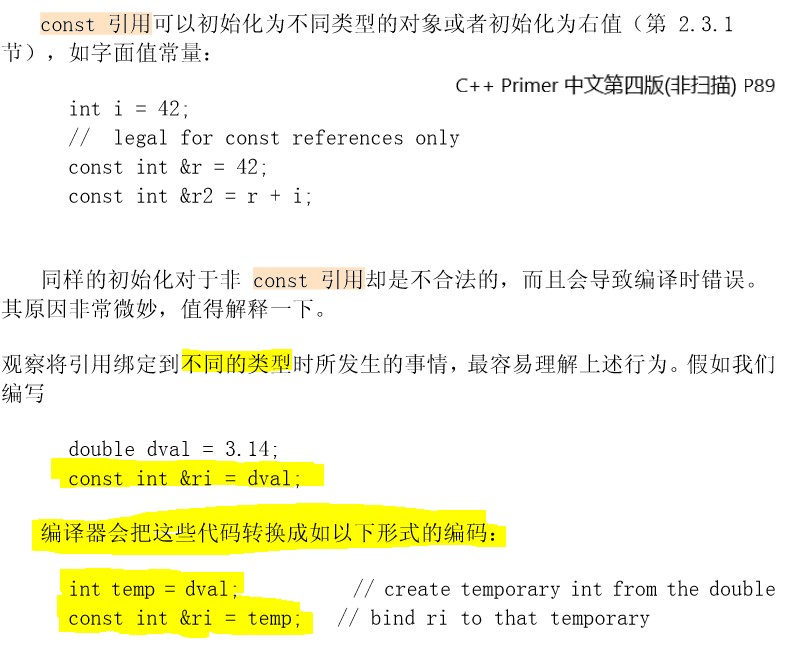 const 引用可以初始化为不同类型的对象或者初始化为右值（第 2.3.1
节），如字面值常量：
C++ Primer 中文第四版(非扫描) P89
int i = 42;
//  legal for const references only
const int &r = 42;
const int &r2 = r + i;
同样的初始化对于非 const 引用却是不合法的，而且会导致编译时错误。
其原因非常微妙，值得解释一下。
观察将引用绑定到不同的类型时所发生的事情，最容易理解上述行为。假如我们
编写
double dval = 3.14;
const int &ri = dval;
编译器会把这些代码转换成如以下形式的编码：
int temp = dval;          // create temporary int from the double
const int &ri = temp;   // bind ri to that temporary